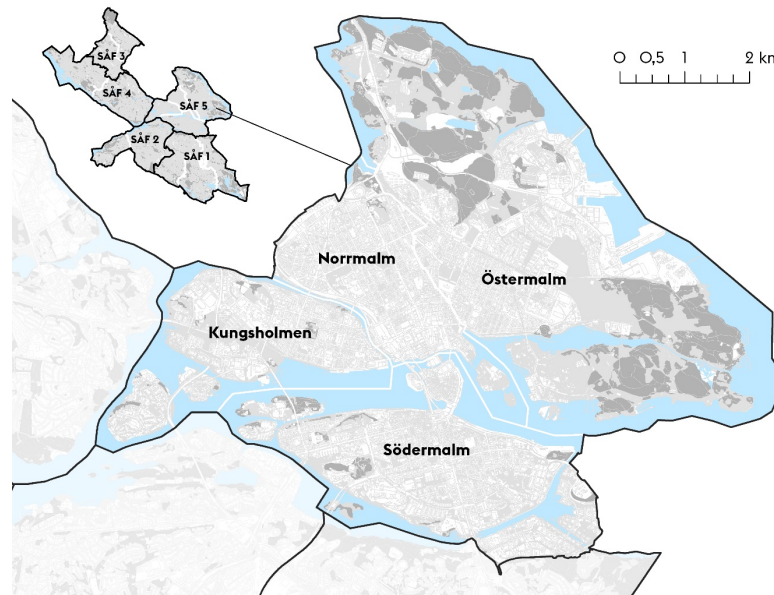 SÅF 3
SÅF 4
SÅF 5
SÅF 2
SÅF 1
0 0,5 1 2 km
Norrmalm
Östermalm
Kungsholmen
Södermalm